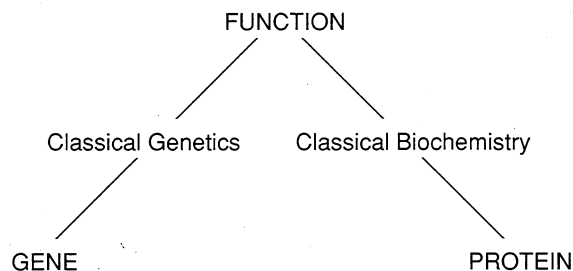 FUNCTION
Classical Genetics
Classical Biochemistry
GENE
PROTEIN